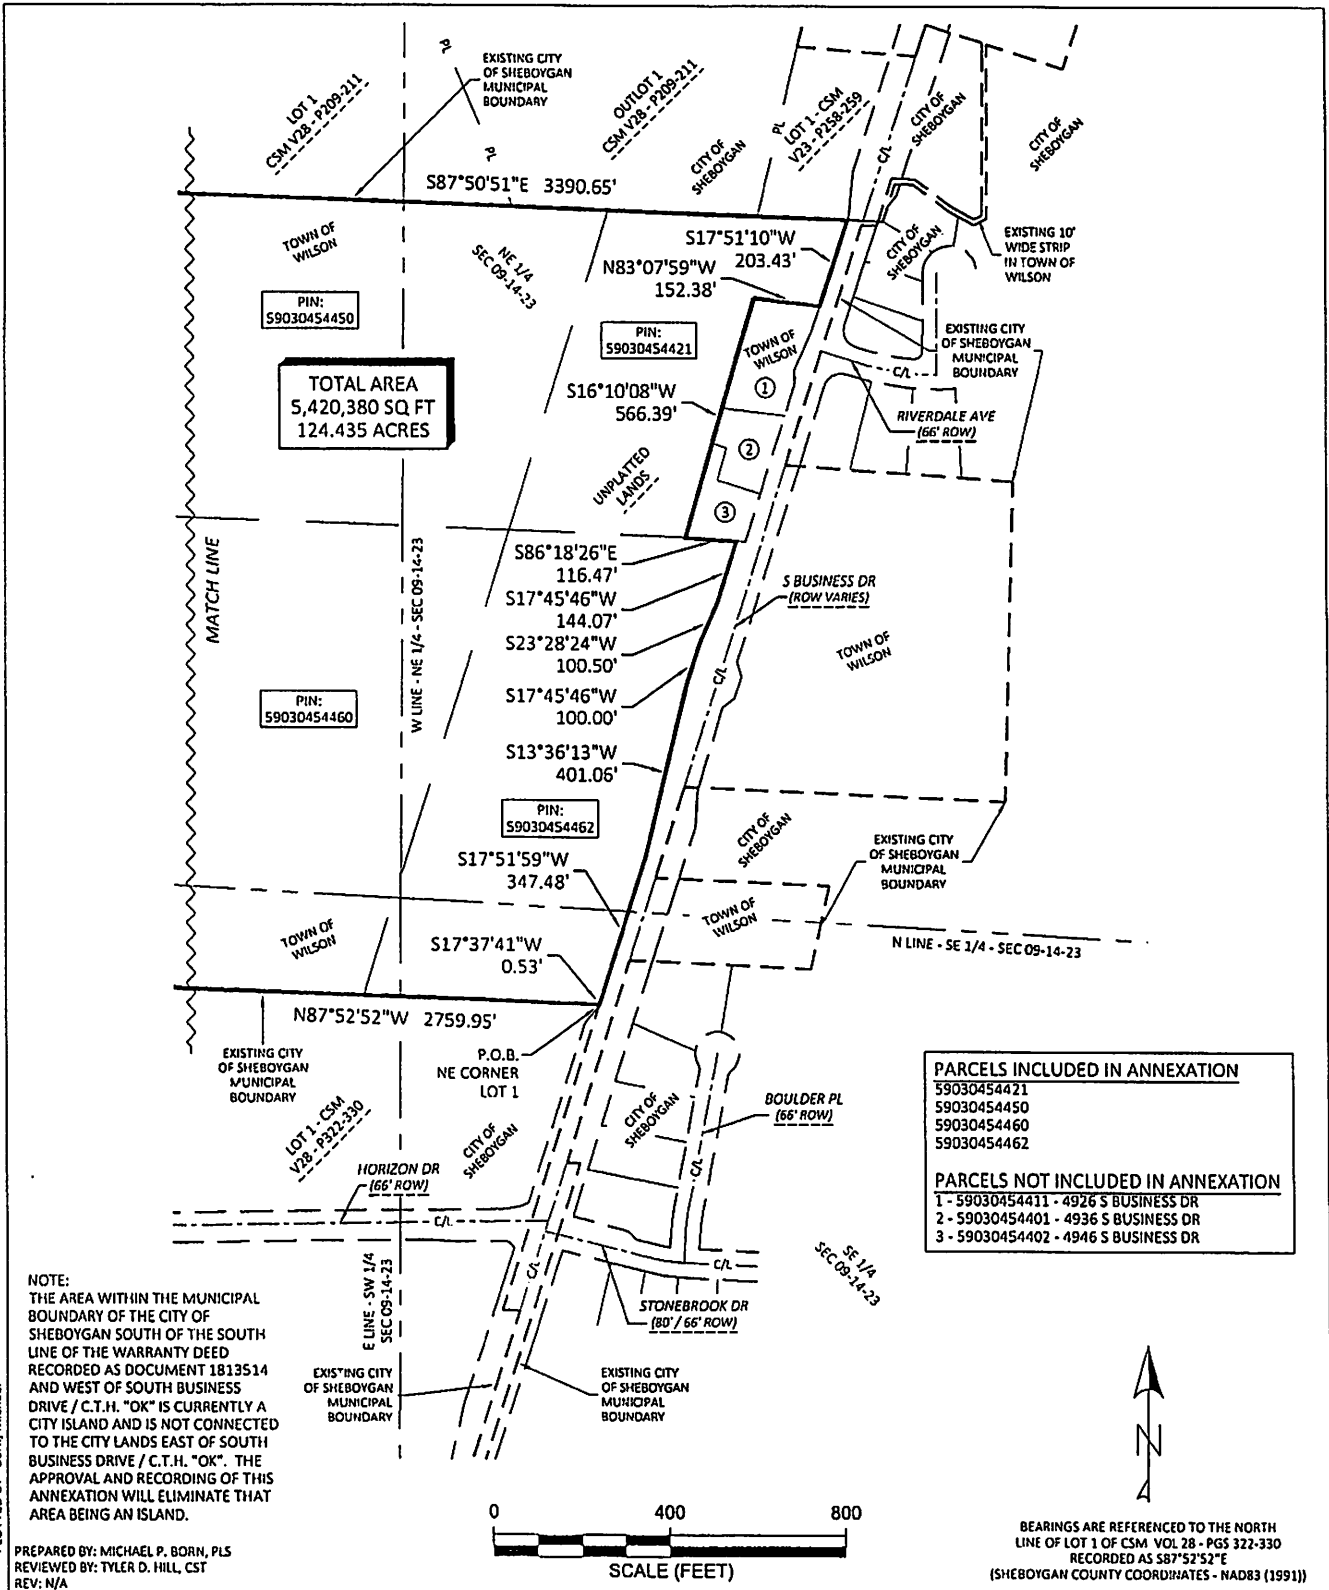 EXISTING CITY
OF SHEBOYGAN
MUNICIPAL
BOUNDARY
PL
PL
LOT 1
CSM V28 - P209-211
OUTLOT 1
CSM V28 - P209-211
PL
LOT 1 - CSM
V23 - P258-259
CITY OF
SHEBOYGAN
C/L
CITY OF
SHEBOYGAN
CITY OF
SHEBOYGAN
S87°50'51"E 3390.65'
TOWN OF
WILSON
NE 1/4
SEC 09-14-23
S17°51'10"W
203.43'
N83°07'59"W
152.38'
CITY OF
SHEBOYGAN
EXISTING 10'
WIDE STRIP
IN TOWN OF
WILSON
PIN:
59030454450
PIN:
59030454421
TOWN OF
WILSON
EXISTING CITY
OF SHEBOYGAN
MUNICIPAL
BOUNDARY
TOTAL AREA
5,420,380 SQ FT
124.435 ACRES
S16°10'08"W
566.39'
1
C/L
RIVERDALE AVE
(66' ROW)
2
UNPLATTED
LANDS
3
MATCH LINE
W LINE - NE 1/4 - SEC 09-14-23
S86°18'26"E
116.47'
S17°45'46"W
144.07'
S BUSINESS DR
(ROW VARIES)
S23°28'24"W
100.50'
TOWN OF
WILSON
C/L
PIN:
59030454460
S17°45'46"W
100.00'
S13°36'13"W
401.06'
PIN:
59030454462
CITY OF
SHEBOYGAN
EXISTING CITY
OF SHEBOYGAN
MUNICIPAL
BOUNDARY
S17°51'59"W
347.48'
TOWN OF
WILSON
TOWN OF
WILSON
N LINE - SE 1/4 - SEC 09-14-23
S17°37'41"W
0.53'
N87°52'52"W 2759.95'
EXISTING CITY
OF SHEBOYGAN
MUNICIPAL
BOUNDARY
P.O.B.
NE CORNER
LOT 1
LOT 1 - CSM
V28 - P322-330
CITY OF
SHEBOYGAN
CITY OF
SHEBOYGAN
BOULDER PL
(66' ROW)
C/L
PARCELS INCLUDED IN ANNEXATION
59030454421
59030454450
59030454460
59030454462
PARCELS NOT INCLUDED IN ANNEXATION
1 - 59030454411 - 4926 S BUSINESS DR
2 - 59030454401 - 4936 S BUSINESS DR
3 - 59030454402 - 4946 S BUSINESS DR
HORIZON DR
(66' ROW)
C/L
C/L
C/L
SE 1/4
SEC 09-14-23
E LINE - SW 1/4
SEC 09-14-23
STONEBROOK DR
(80' / 66' ROW)
EXISTING CITY
OF SHEBOYGAN
MUNICIPAL
BOUNDARY
EXISTING CITY
OF SHEBOYGAN
MUNICIPAL
BOUNDARY
NOTE:
THE AREA WITHIN THE MUNICIPAL
BOUNDARY OF THE CITY OF
SHEBOYGAN SOUTH OF THE SOUTH
LINE OF THE WARRANTY DEED
RECORDED AS DOCUMENT 1813514
AND WEST OF SOUTH BUSINESS
DRIVE / C.T.H. "OK" IS CURRENTLY A
CITY ISLAND AND IS NOT CONNECTED
TO THE CITY LANDS EAST OF SOUTH
BUSINESS DRIVE / C.T.H. "OK". THE
APPROVAL AND RECORDING OF THIS
ANNEXATION WILL ELIMINATE THAT
AREA BEING AN ISLAND.
PREPARED BY: MICHAEL P. BORN, PLS
REVIEWED BY: TYLER D. HILL, CST
REV: N/A
0 400 800
SCALE (FEET)
N
BEARINGS ARE REFERENCED TO THE NORTH
LINE OF LOT 1 OF CSM VOL 28 - PGS 322-330
RECORDED AS S87°52'52"E
(SHEBOYGAN COUNTY COORDINATES - NAD83 (1991))